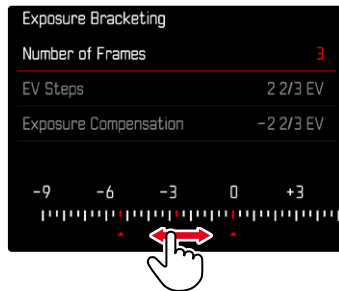 Exposure Bracketing
Number of Frames 3
EV Steps 2 2/3 EV
Exposure Compensation -2 2/3 EV
-9 -6 -3 0 +3